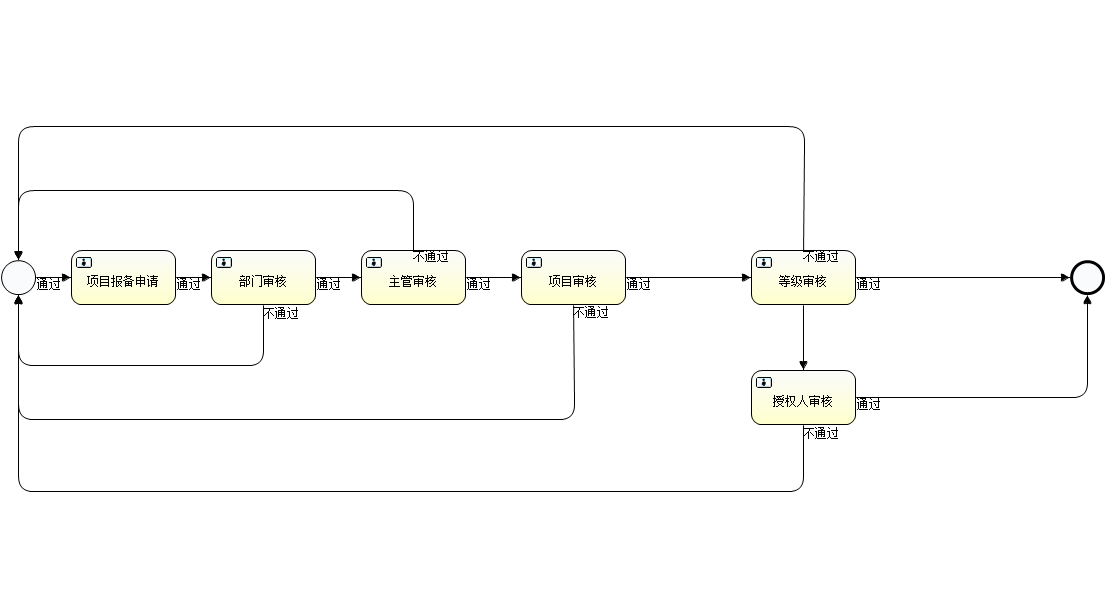 不通过
不通过
通过
项目报备申请
通过
部门审核
通过
主管审核
通过
项目审核
通过
等级审核
通过
不通过
不通过
授权人审核
通过
不通过